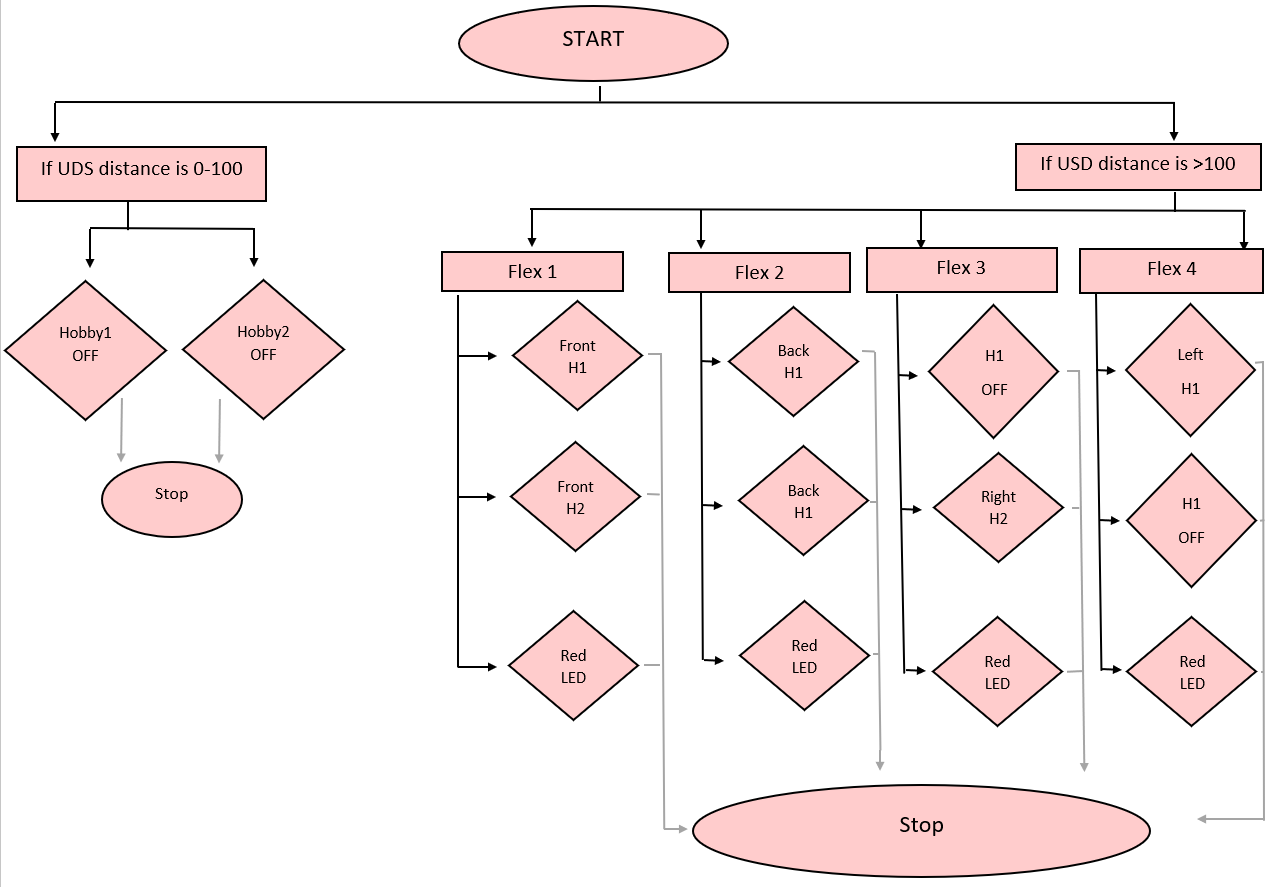 START
If UDS distance is 0-100
If USD distance is >100
Hobby1
OFF
Hobby2
OFF
Stop
Flex 1
Front
H1
Front
H2
Red
LED
Flex 2
Back
H1
Back
H1
Red
LED
Flex 3
H1
OFF
Right
H2
Red
LED
Flex 4
Left
H1
H1
OFF
Red
LED
Stop